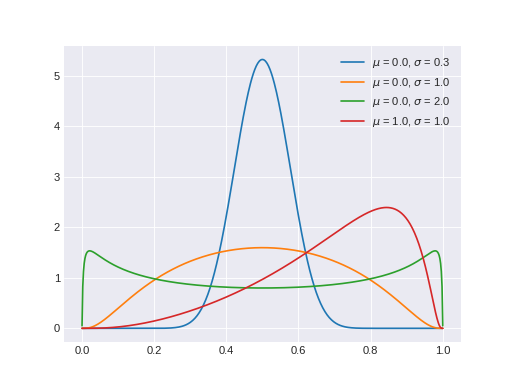 5
4
3
2
1
0
0.0 0.2 0.4 0.6 0.8 1.0
μ = 0.0, σ = 0.3
μ = 0.0, σ = 1.0
μ = 0.0, σ = 2.0
μ = 1.0, σ = 1.0